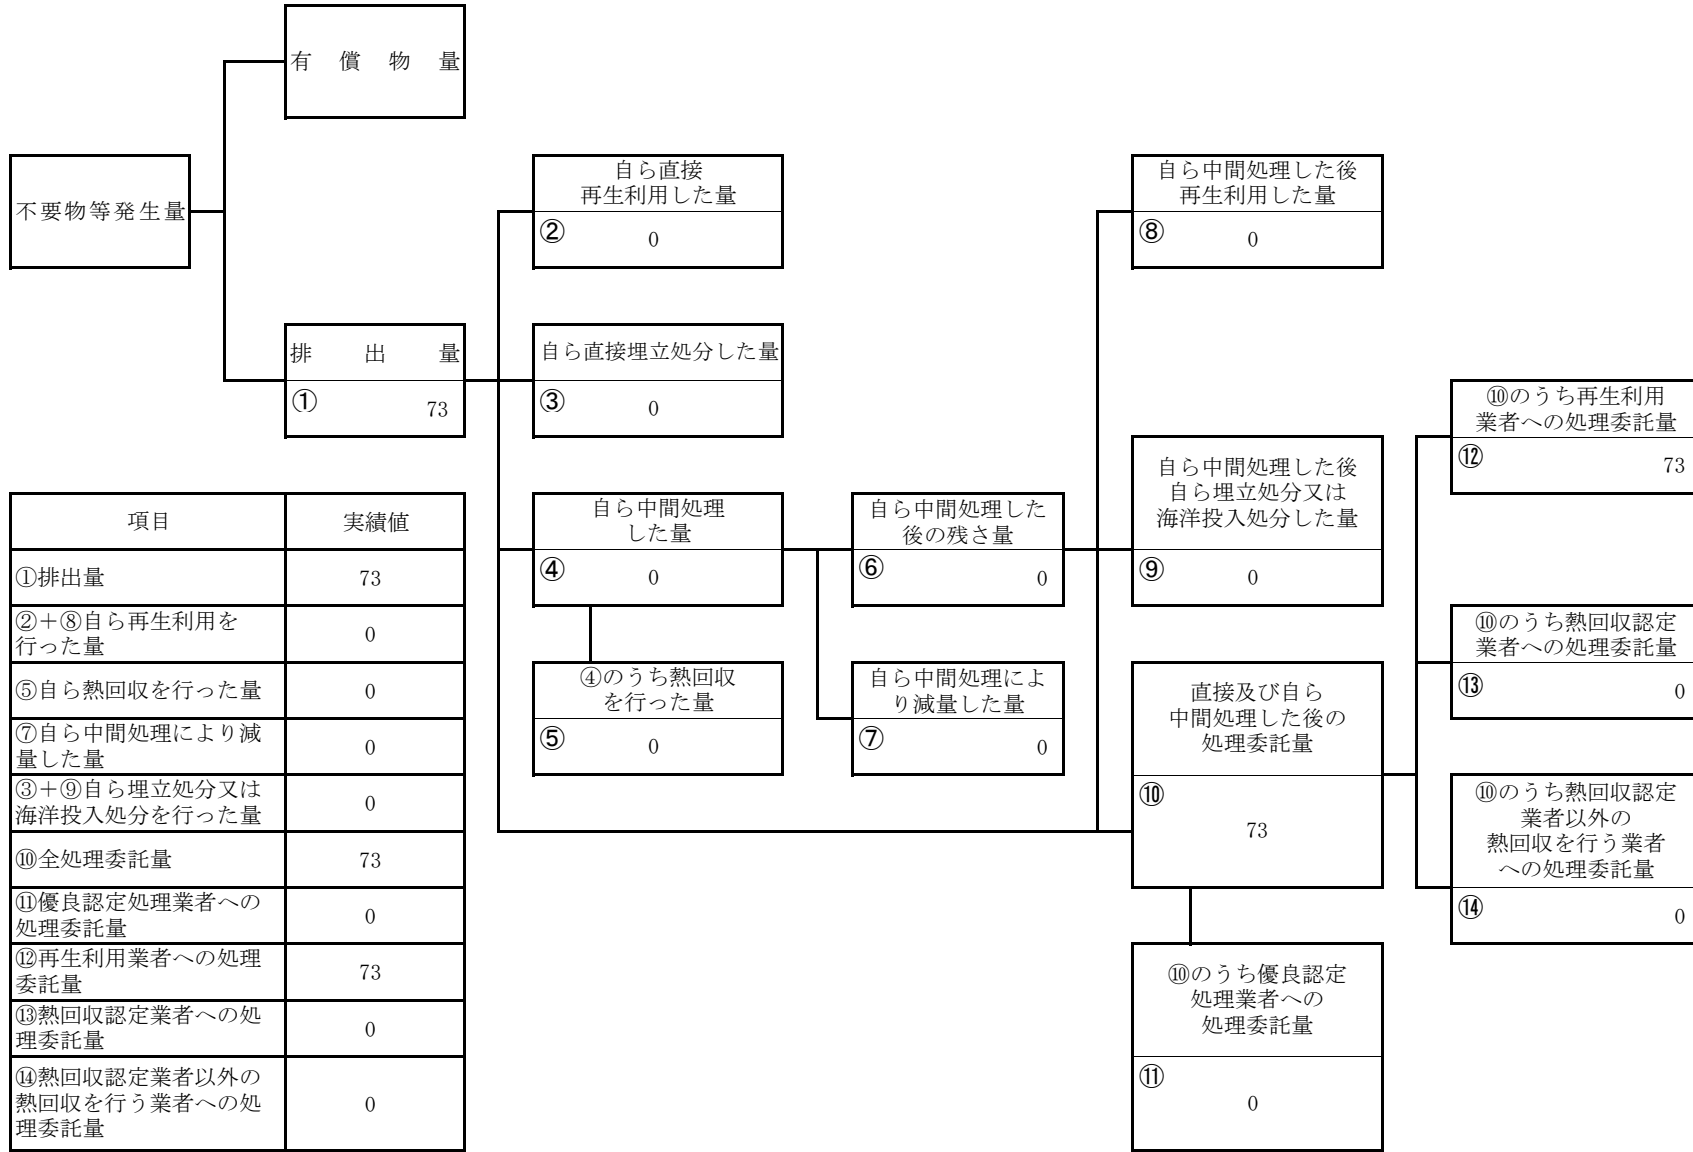 有償物量
不要物等発生量
排出量
① 73
自ら直接
再生利用した量
② 0
自ら直接埋立処分した量
③ 0
自ら中間処理
した量
④ 0
④のうち熱回収
を行った量
⑤ 0
自ら中間処理した
後の残さ量
⑥ 0
自ら中間処理によ
り減量した量
⑦ 0
自ら中間処理した後
再生利用した量
⑧ 0
自ら中間処理した後
自ら埋立処分又は
海洋投入処分した量
⑨ 0
直接及び自ら
中間処理した後の
処理委託量
⑩
73
⑩のうち優良認定
処理業者への
処理委託量
⑪
0
⑩のうち再生利用
業者への処理委託量
⑫ 73
⑩のうち熱回収認定
業者への処理委託量
⑬ 0
⑩のうち熱回収認定
業者以外の
熱回収を行う業者
への処理委託量
⑭ 0
項目 実績値
①排出量 73
②+⑧自ら再生利用を
行った量 0
⑤自ら熱回収を行った量 0
⑦自ら中間処理により減
量した量 0
③+⑨自ら埋立処分又は
海洋投入処分を行った量 0
⑩全処理委託量 73
⑪優良認定処理業者への
処理委託量 0
⑫再生利用業者への処理
委託量 73
⑬熱回収認定業者への処
理委託量 0
⑭熱回収認定業者以外の
熱回収を行う業者への処
理委託量 0